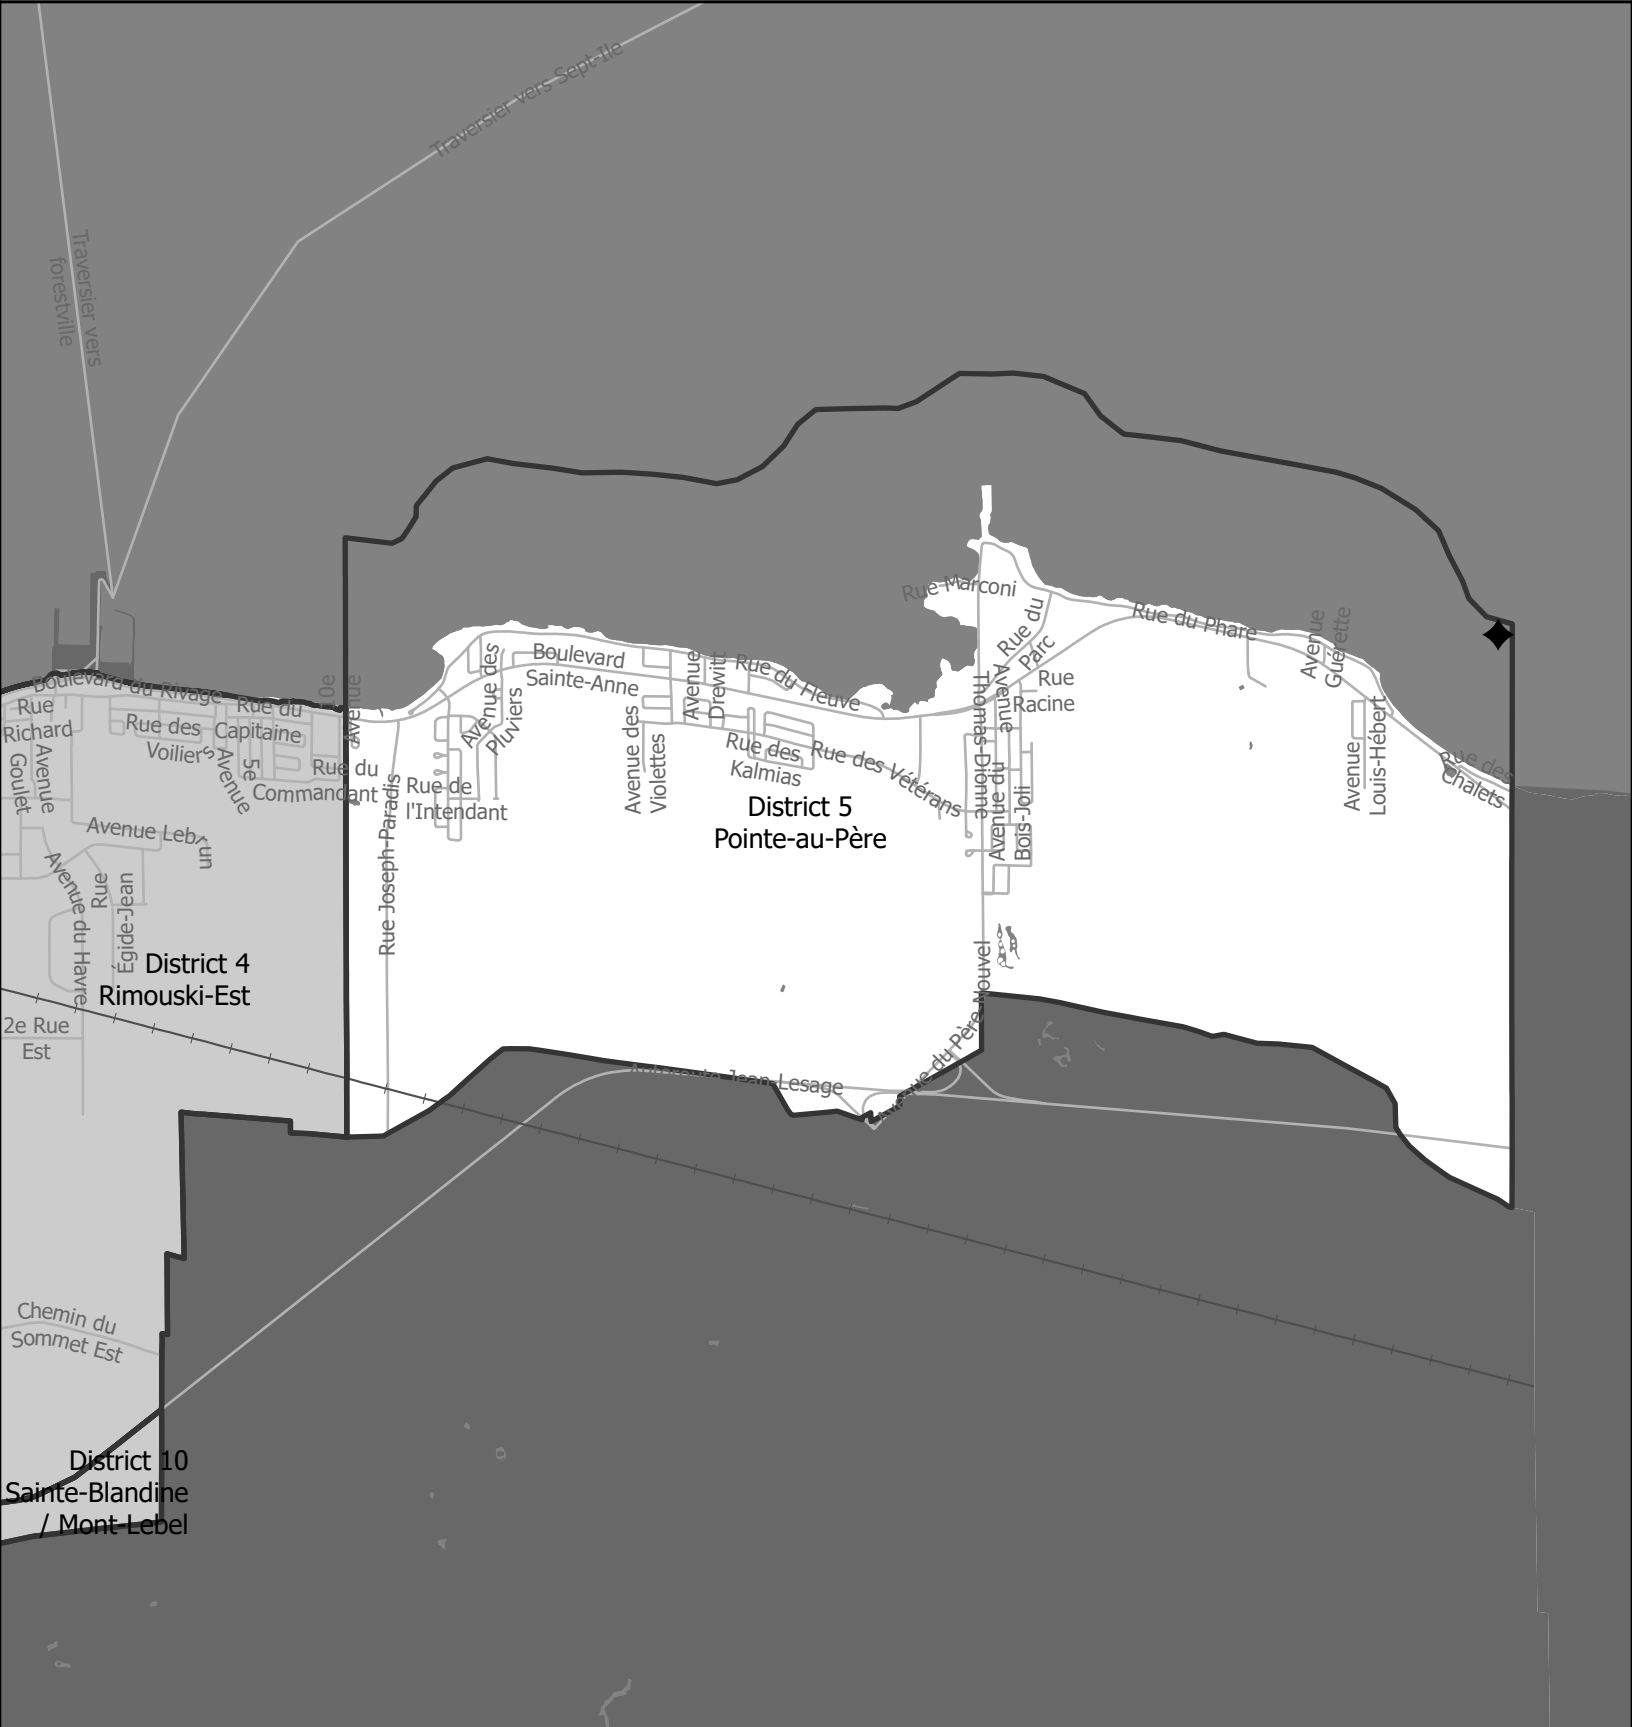 Traversier vers Sept-Ile
Traversier vers
forestville
Rue Marconi
Rue du
Parc
Rue du Phare
Avenue
Guérette
Boulevard
Sainte-Anne
Avenue des
Pluviers
Avenue
Drewitt
Rue du Fleuve
Rue
Racine
Boulevard du Rivage
10e
Avenue
Rue
Richard
Rue des
Voiliers
Rue du
Capitaine
Avenue
Goulet
5e
Avenue
Rue du
Commandant
Rue de
l'Intendant
Avenue des
Violettes
Rue des
Kalmias
Rue des Vétérans
Avenue
Thomas-Dionne
Avenue du
Bois-Joli
Avenue
Louis-Hébert
Rue des
Chalets
District 5
Pointe-au-Père
Avenue Lebrun
Rue Joseph-Paradis
Avenue du Havre
Rue
Égide-Jean
District 4
Rimouski-Est
2e Rue
Est
Avenue du Père-Nouvel
Autoroute Jean-Lesage
Chemin du
Sommet Est
District 10
Sainte-Blandine
/ Mont-Lebel